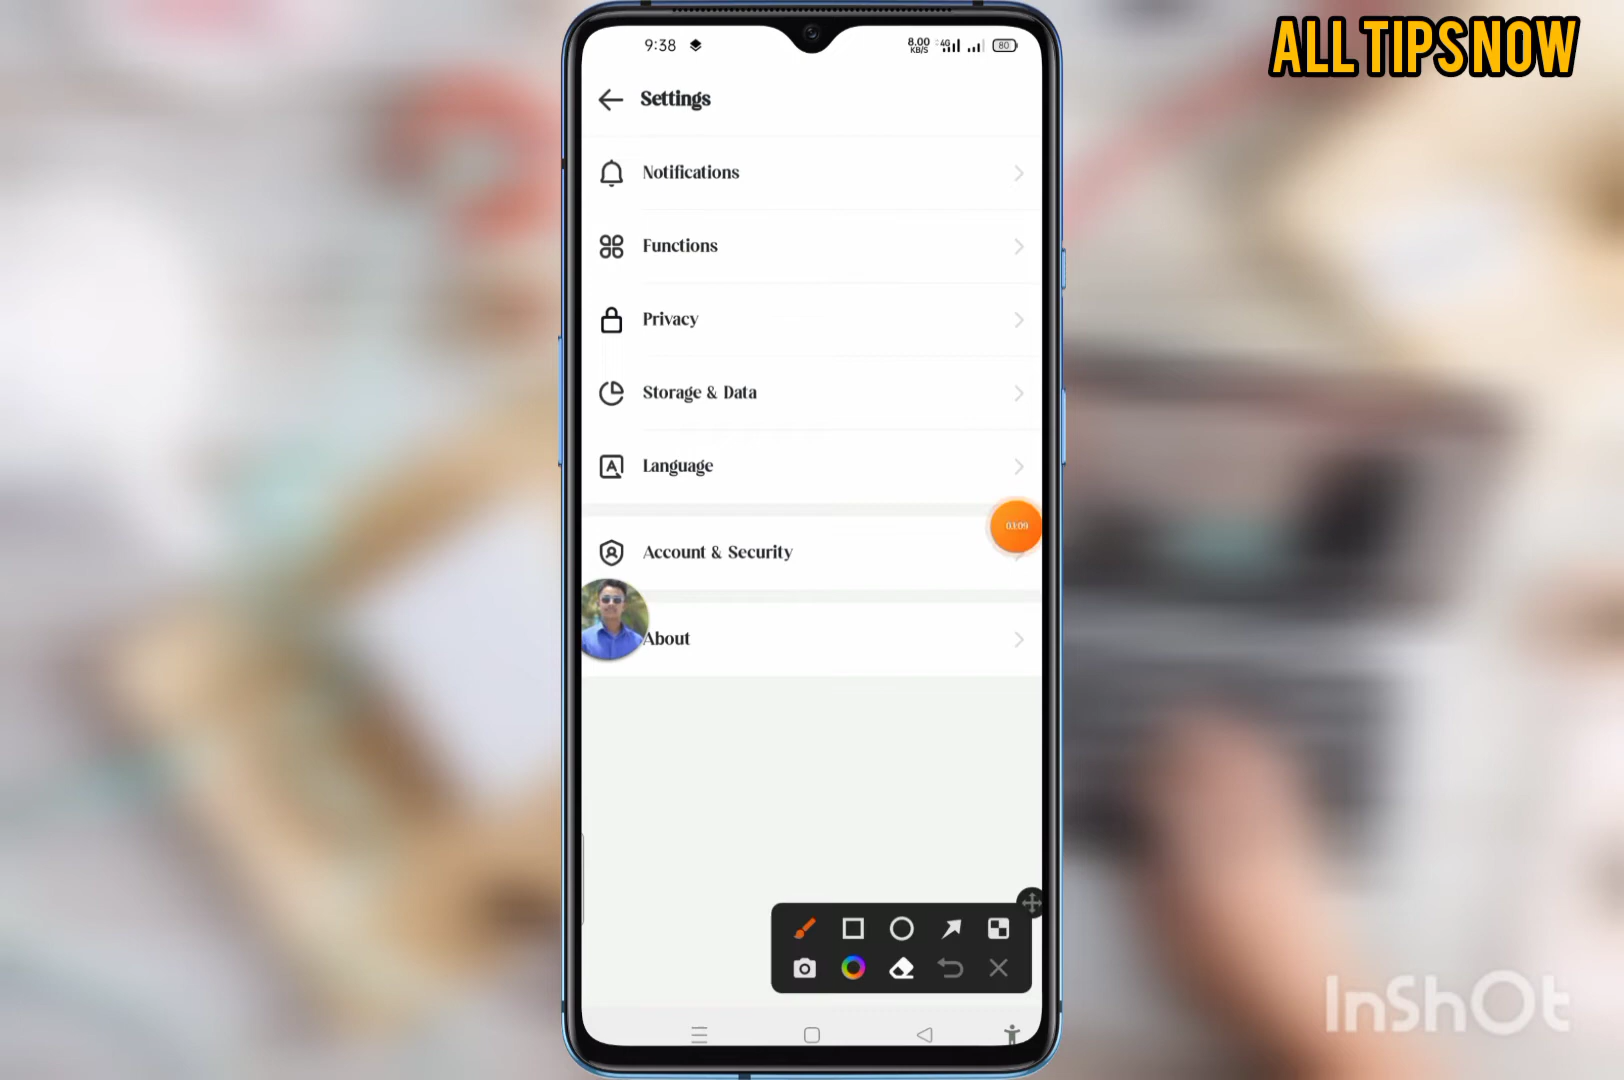 ALL TIPS NOW
9:38
8.00 KB/S
4G
80
Settings
Notifications
Functions
Privacy
Storage & Data
Language
03:09
Account & Security
About
InShOt